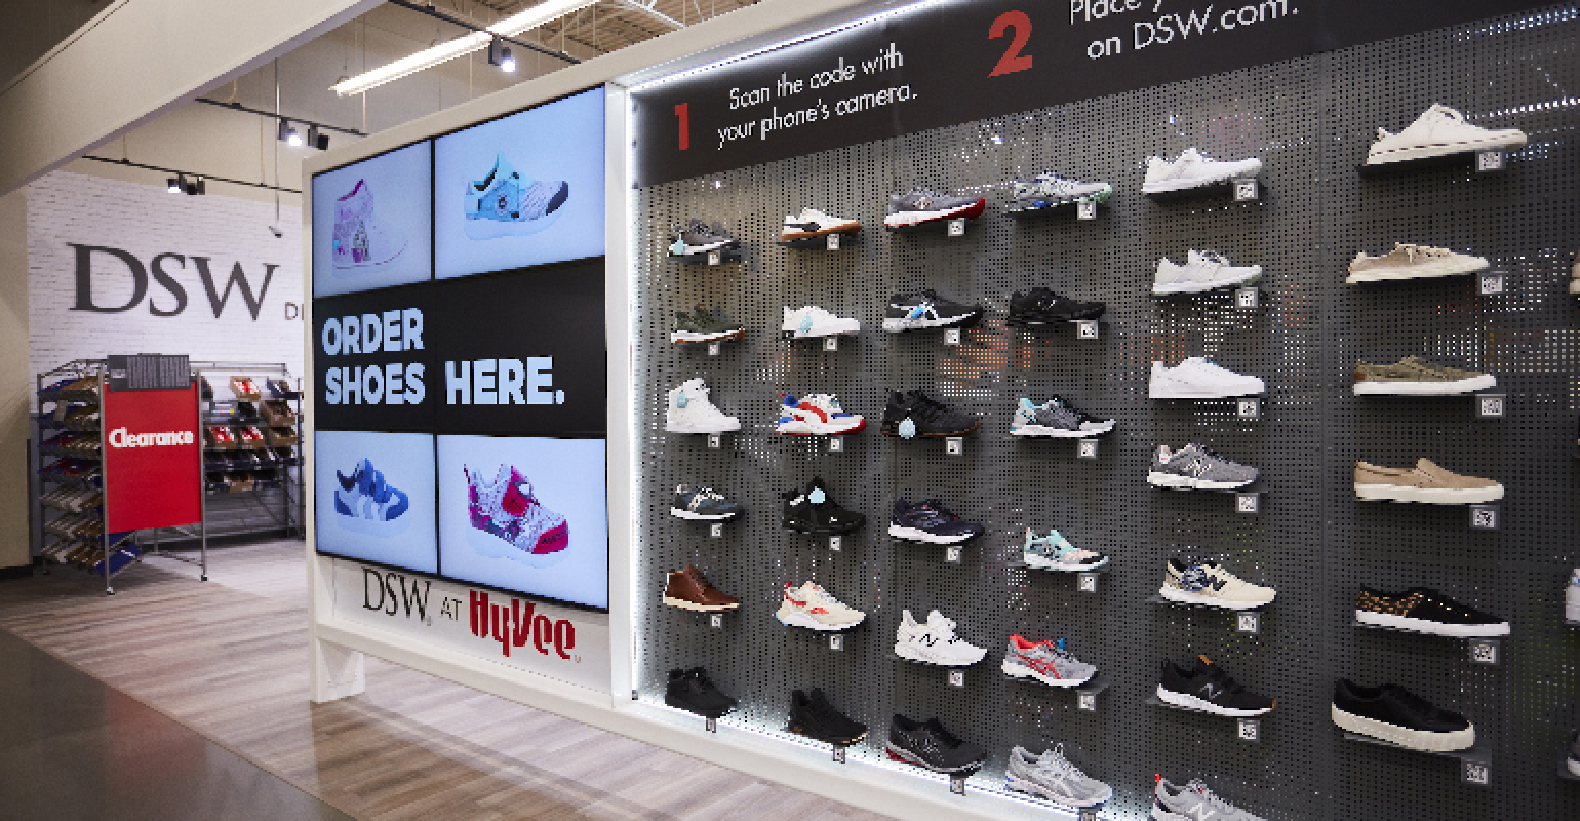 1 Scan the code with
your phone's camera.
2 Place
on DSW.com.
DSW
ORDER
SHOES HERE.
Clearance
DSW AT HyVee